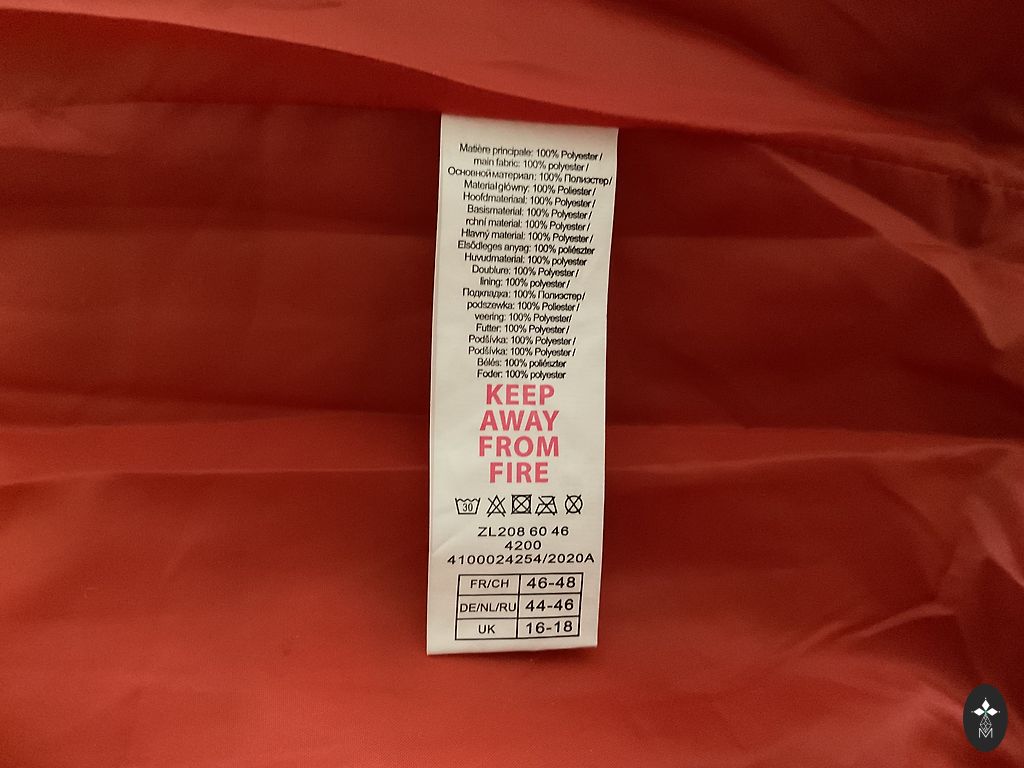 Matière principale: 100% Polyester /
main fabric: 100% polyester /
Основной материал: 100% Полиэстер /
Material główny: 100% Poliester /
Hoofdmateriaal: 100% Polyester /
Basismaterial: 100% Polyester /
rchní material: 100% Polyester /
Hlavný materiál: 100% Polyester /
Elsődleges anyag: 100% poliészter
Huvudmaterial: 100% polyester
Doublure: 100% Polyester /
lining: 100% polyester /
Подкладка: 100% Полиэстер /
podszewka: 100% Poliester /
veering: 100% Polyester/
Futter: 100% Polyester /
Podšívka: 100% Polyester /
Podšívka: 100% Polyester /
Bélés: 100% poliészter
Foder: 100% polyester
KEEP
AWAY
FROM
FIRE
30
ZL208 60 46
4200
4100024254/2020A
FR/CH 46-48
DE/NL/RU 44-46
UK 16-18
M